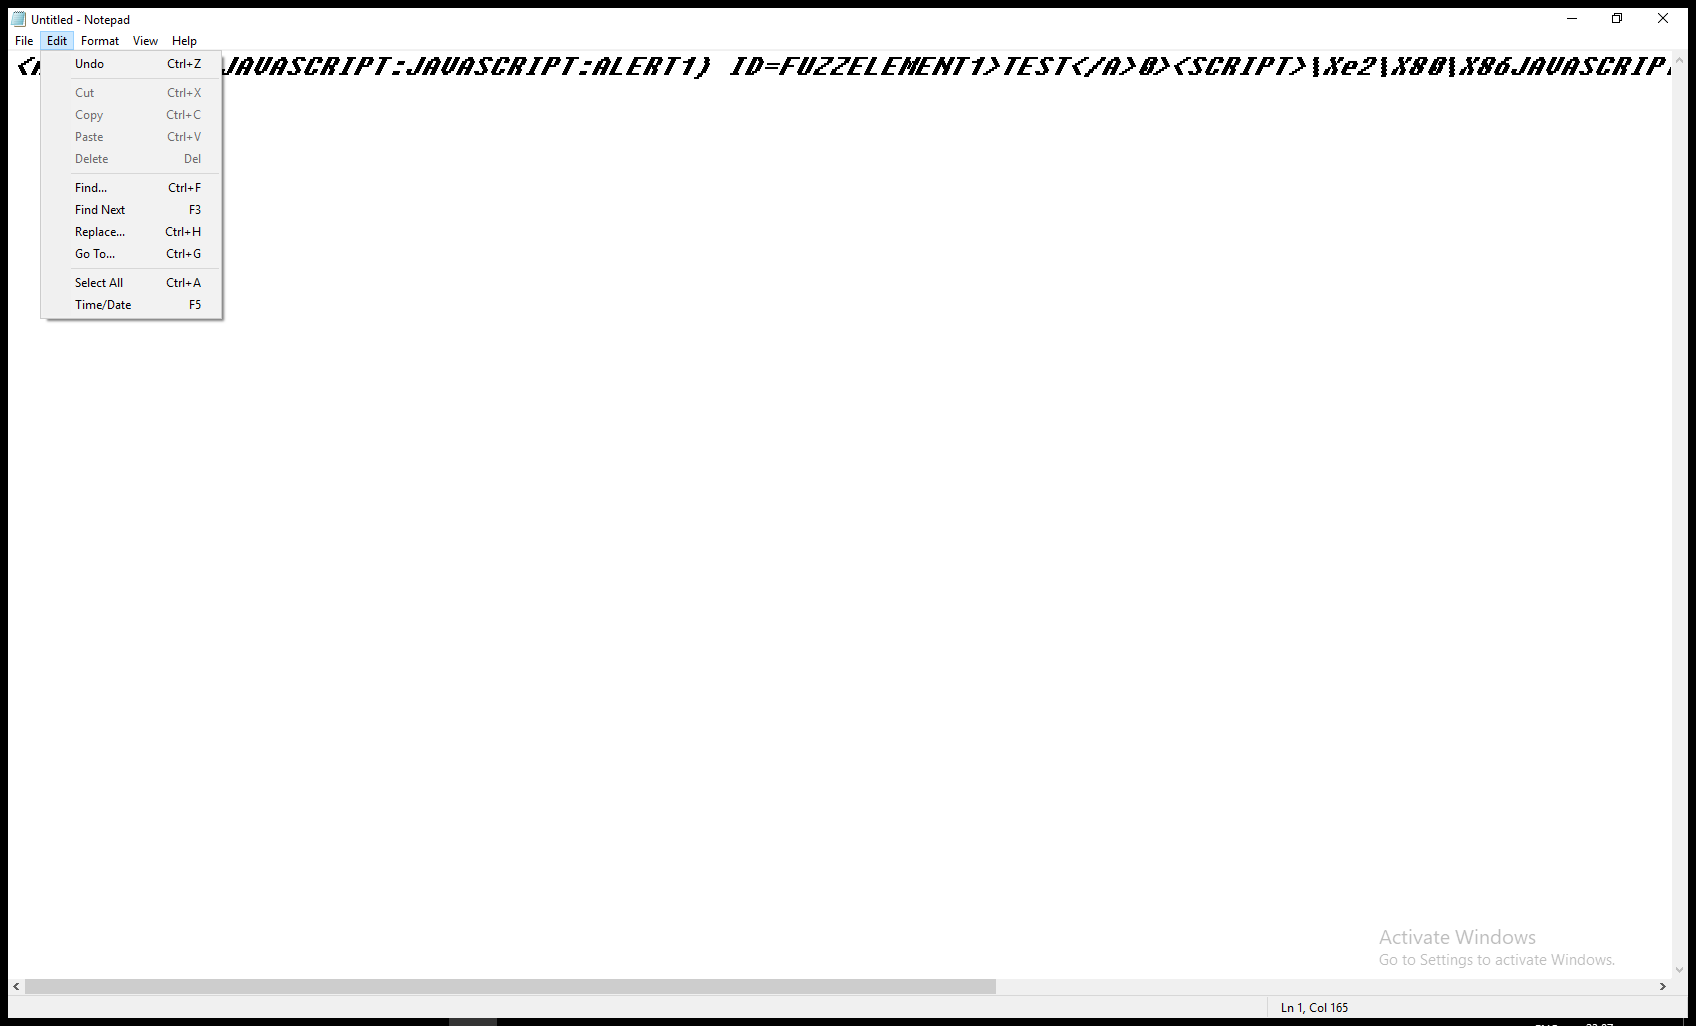 Untitled - Notepad
File Edit Format View Help
JAVASCRIPT:JAVASCRIPT:ALERT1) ID=FUZZELEMENT1>TEST</A>0><SCRIPT>\Xe2\X80\X86JAVASCRIP
Undo Ctrl+Z
Cut Ctrl+X
Copy Ctrl+C
Paste Ctrl+V
Delete Del
Find... Ctrl+F
Find Next F3
Replace... Ctrl+H
Go To... Ctrl+G
Select All Ctrl+A
Time/Date F5
Activate Windows
Go to Settings to activate Windows.
Ln 1, Col 165